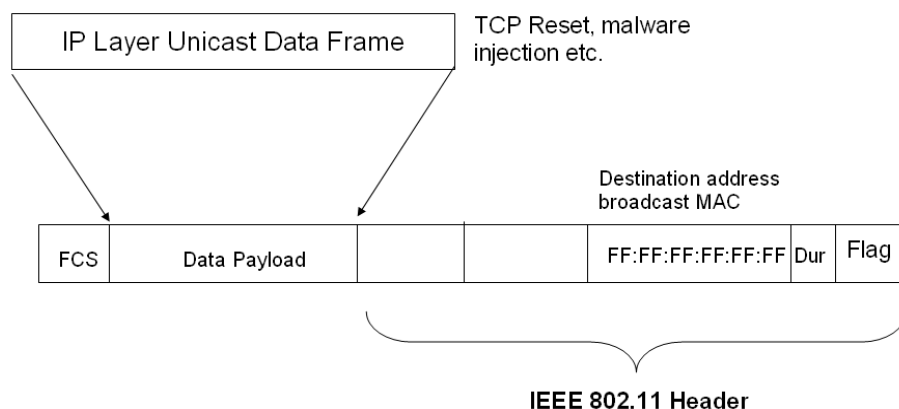 IP Layer Unicast Data Frame
TCP Reset, malware
injection etc.
Destination address
broadcast MAC
FCS
Data Payload
FF:FF:FF:FF:FF:FF
Dur
Flag
IEEE 802.11 Header